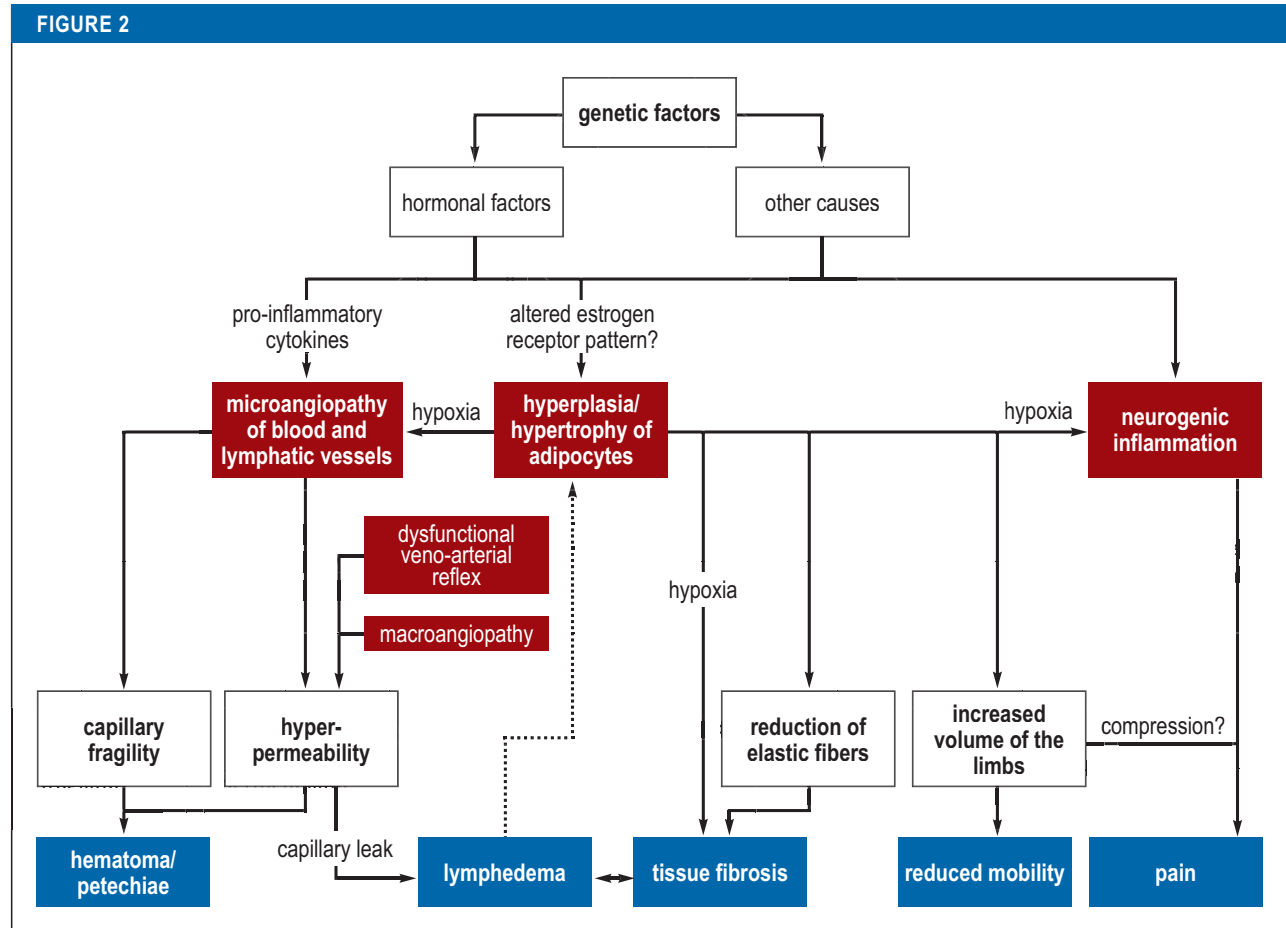 FIGURE 2
genetic factors
hormonal factors
other causes
pro-inflammatory
cytokines
altered estrogen
receptor pattern?
microangiopathy
of blood and
lymphatic vessels
hypoxia
hyperplasia/
hypertrophy of
adipocytes
hypoxia
neurogenic
inflammation
dysfunctional
veno-arterial
reflex
hypoxia
macroangiopathy
capillary
fragility
hyper-
permeability
reduction of
elastic fibers
increased
volume of the
limbs
compression?
capillary leak
hematoma/
petechiae
lymphedema
tissue fibrosis
reduced mobility
pain